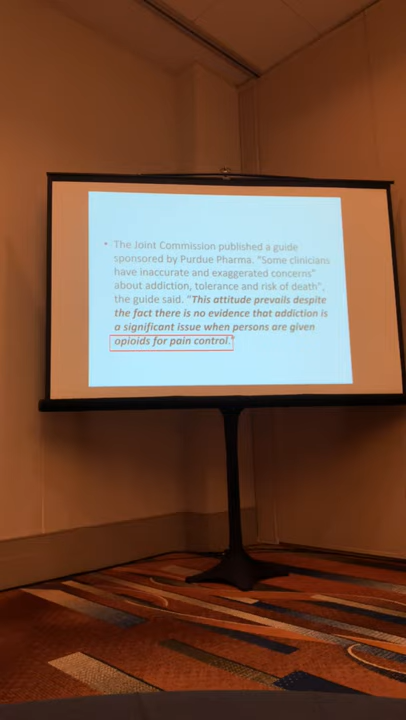 • The Joint Commission published a guide
sponsored by Purdue Pharma. "Some clinicians
have inaccurate and exaggerated concerns"
about addiction, tolerance and risk of death",
the guide said. "This attitude prevails despite
the fact there is no evidence that addiction is
a significant issue when persons are given
opioids for pain control."